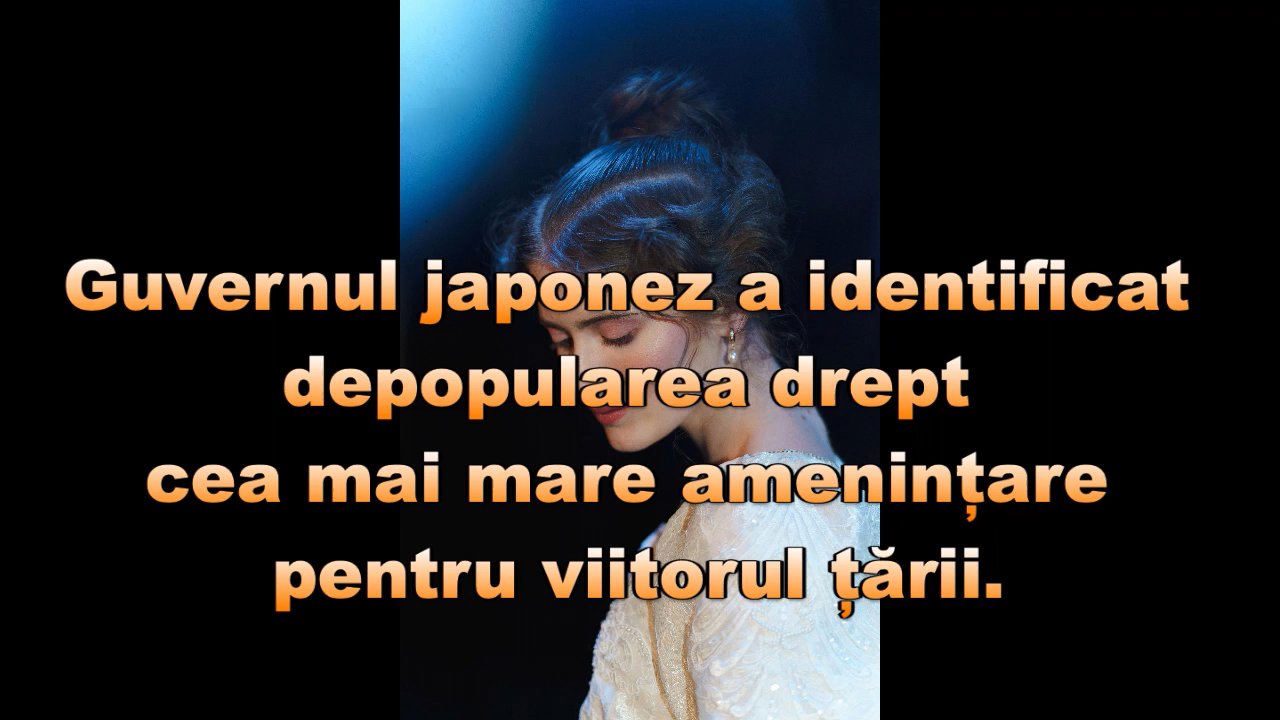 Guvernul japonez a identificat
depopularea drept
cea mai mare amenințare
pentru viitorul țării.